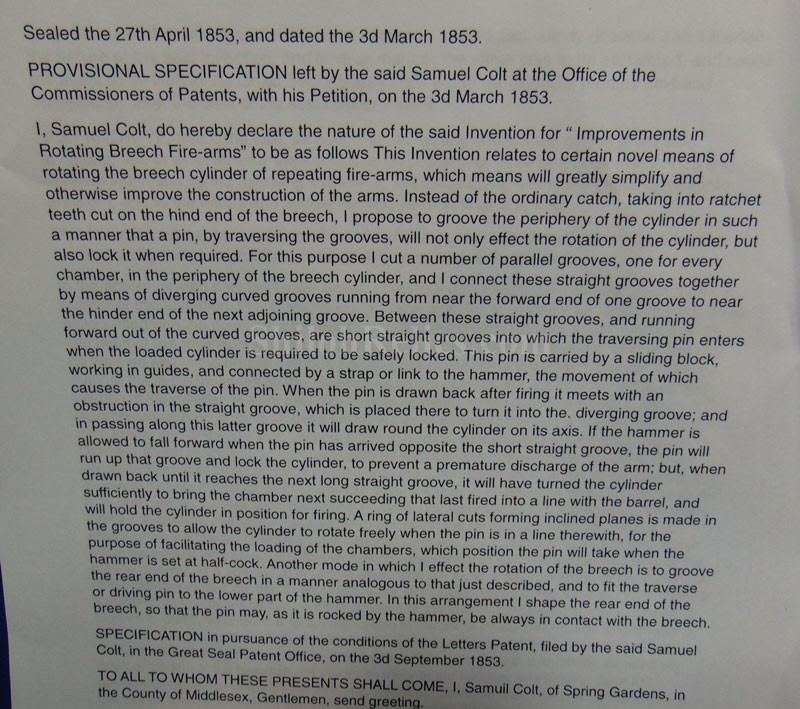 Sealed the 27th April 1853, and dated the 3d March 1853.
PROVISIONAL SPECIFICATION left by the said Samuel Colt at the Office of the
Commissioners of Patents, with his Petition, on the 3d March 1853.
I, Samuel Colt, do hereby declare the nature of the said Invention for “ Improvements in
Rotating Breech Fire-arms” to be as follows This Invention relates to certain novel means of
rotating the breech cylinder of repeating fire-arms, which means will greatly simplify and
otherwise improve the construction of the arms. Instead of the ordinary catch, taking into ratchet
teeth cut on the hind end of the breech, I propose to groove the periphery of the cylinder in such
a manner that a pin, by traversing the grooves, will not only effect the rotation of the cylinder, but
also lock it when required. For this purpose I cut a number of parallel grooves, one for every
chamber, in the periphery of the breech cylinder, and I connect these straight grooves together
by means of diverging curved grooves running from near the forward end of one groove to near
the hinder end of the next adjoining groove. Between these straight grooves, and running
forward out of the curved grooves, are short straight grooves into which the traversing pin enters
when the loaded cylinder is required to be safely locked. This pin is carried by a sliding block,
working in guides, and connected by a strap or link to the hammer, the movement of which
causes the traverse of the pin. When the pin is drawn back after firing it meets with an
obstruction in the straight groove, which is placed there to turn it into the. diverging groove; and
in passing along this latter groove it will draw round the cylinder on its axis. If the hammer is
allowed to fall forward when the pin has arrived opposite the short straight groove, the pin will
run up that groove and lock the cylinder, to prevent a premature discharge of the arm; but, when
drawn back until it reaches the next long straight groove, it will have turned the cylinder
sufficiently to bring the chamber next succeeding that last fired into a line with the barrel, and
will hold the cylinder in position for firing. A ring of lateral cuts forming inclined planes is made in
the grooves to allow the cylinder to rotate freely when the pin is in a line therewith, for the
purpose of facilitating the loading of the chambers, which position the pin will take when the
hammer is set at half-cock. Another mode in which I effect the rotation of the breech is to groove
the rear end of the breech in a manner analogous to that just described, and to fit the traverse
or driving pin to the lower part of the hammer. In this arrangement I shape the rear end of the
breech, so that the pin may, as it is rocked by the hammer, be always in contact with the breech.
SPECIFICATION in pursuance of the conditions of the Letters Patent, filed by the said Samuel
Colt, in the Great Seal Patent Office, on the 3d September 1853.
TO ALL TO WHOM THESE PRESENTS SHALL COME, I, Samuil Colt, of Spring Gardens, in
the County of Middlesex, Gentlemen, send greeting.